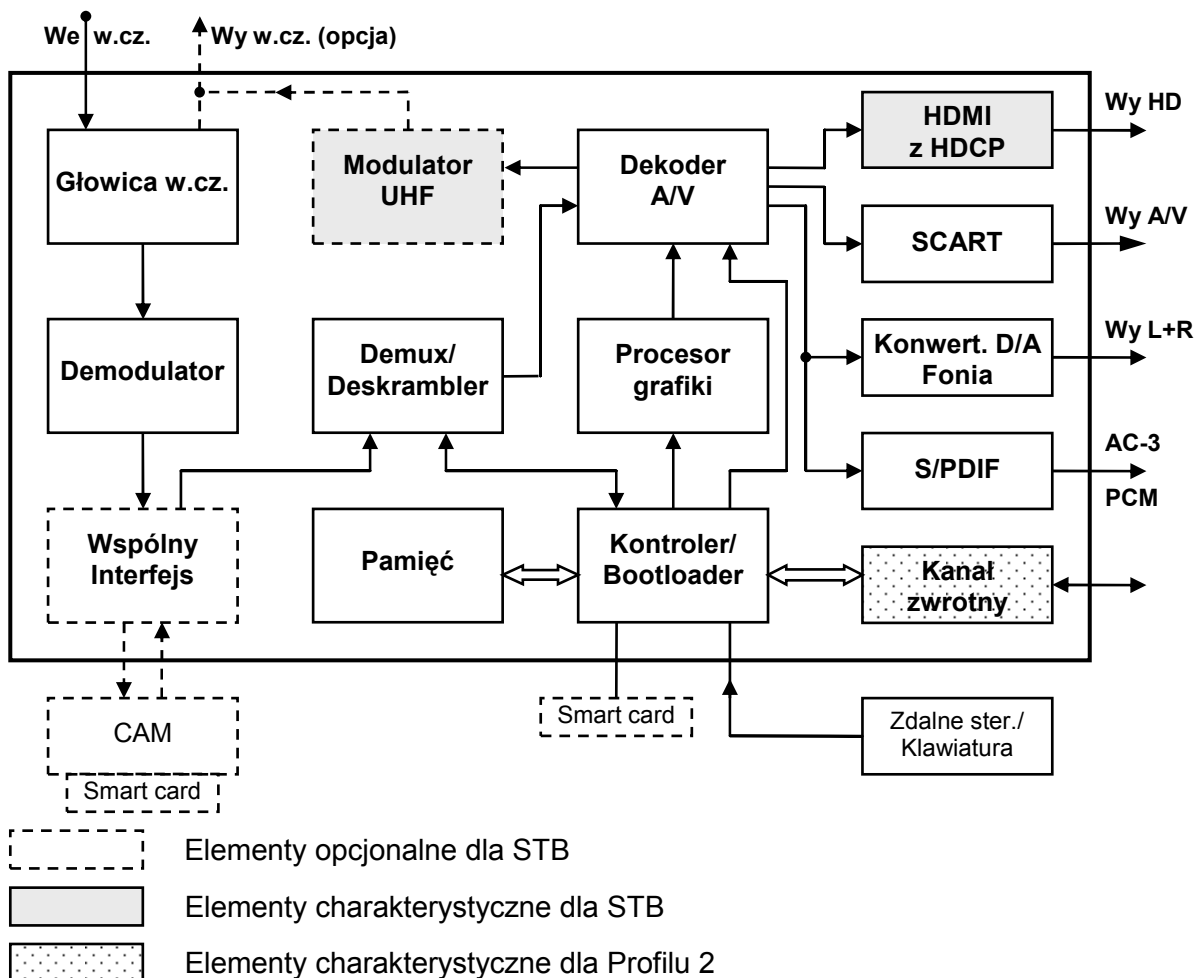 We w.cz.
Wy w.cz. (opcja)
Głowica w.cz.
Modulator
UHF
Dekoder
A/V
HDMI
z HDCP
Wy HD
SCART
Wy A/V
Demodulator
Demux/
Deskrambler
Procesor
grafiki
Konwert. D/A
Fonia
Wy L+R
S/PDIF
AC-3
PCM
Wspólny
Interfejs
Pamięć
Kontroler/
Bootloader
Kanał
zwrotny
CAM
Smart card
Smart card
Zdalne ster./
Klawiatura
Elementy opcjonalne dla STB
Elementy charakterystyczne dla STB
Elementy charakterystyczne dla Profilu 2